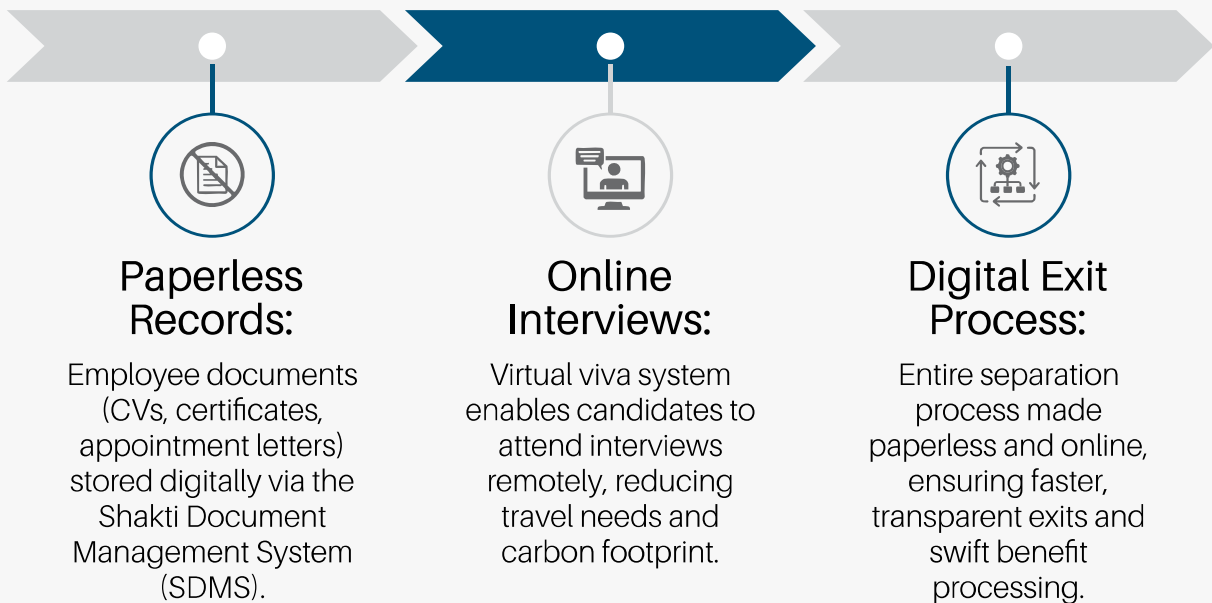 Paperless
Records:
Employee documents
(CVs, certificates,
appointment letters)
stored digitally via the
Shakti Document
Management System
(SDMS).
Online
Interviews:
Virtual viva system
enables candidates to
attend interviews
remotely, reducing
travel needs and
carbon footprint.
Digital Exit
Process:
Entire separation
process made
paperless and online,
ensuring faster,
transparent exits and
swift benefit
processing.